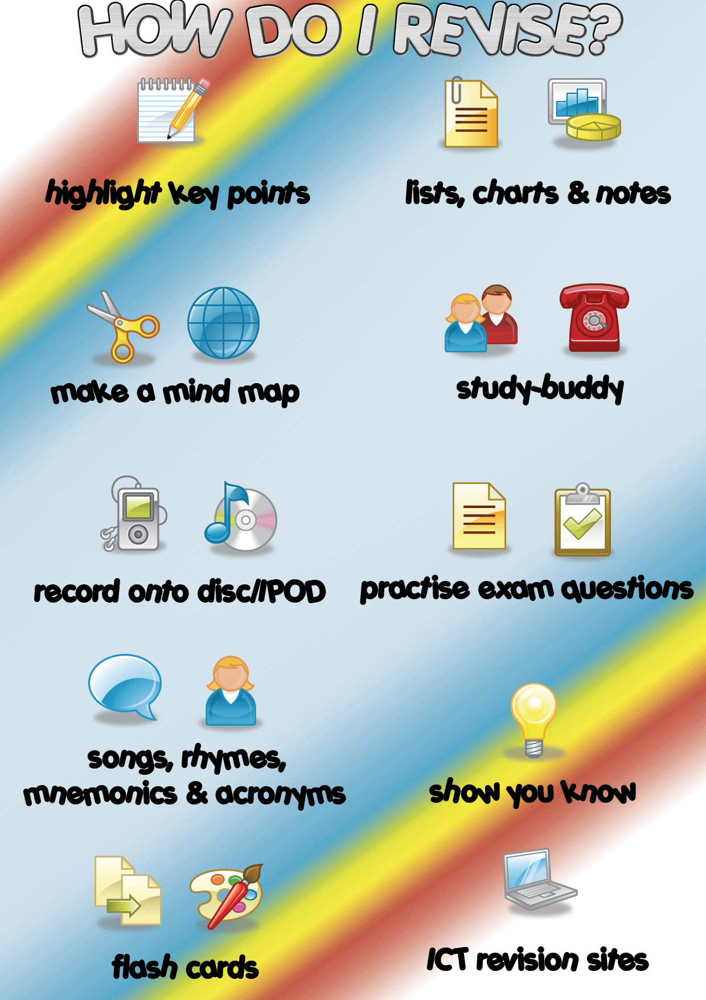 HOW DO I REVISE?
highlight key points
lists, charts & notes
make a mind map
study-buddy
record onto disc/IPOD
practise exam questions
songs, rhymes,
mnemonics & acronyms
show you know
flash cards
ICT revision sites